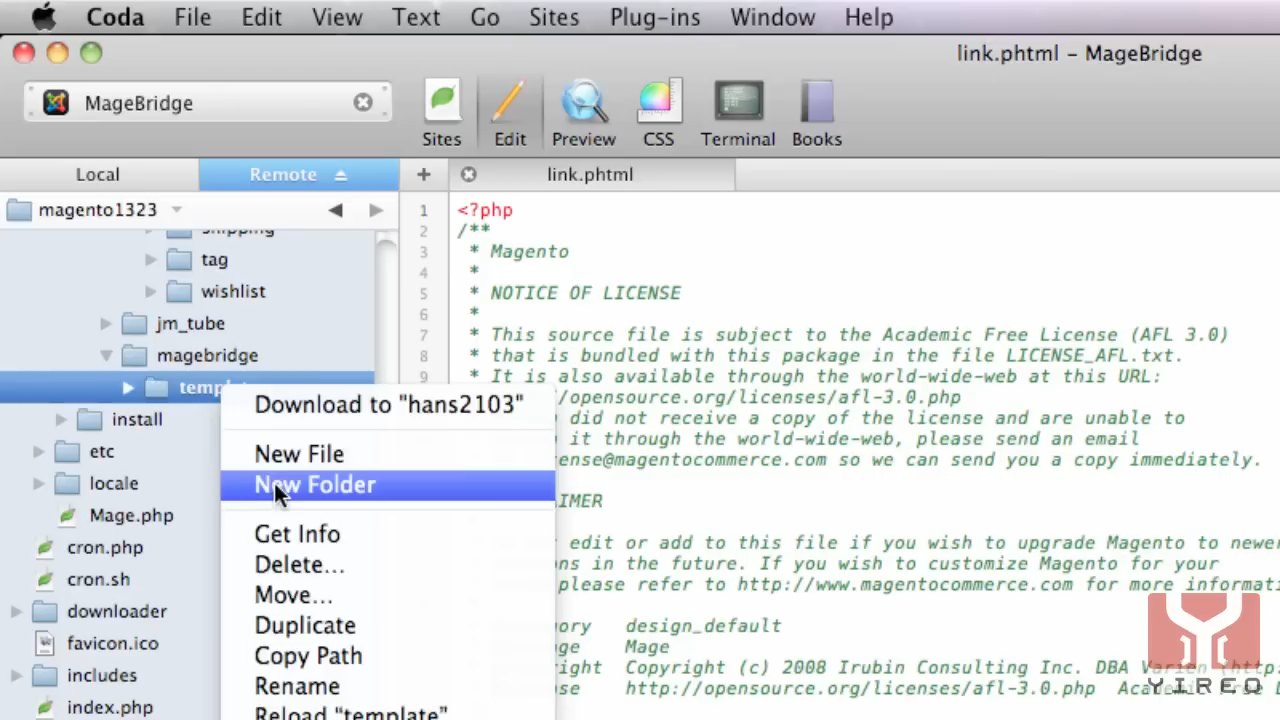 Coda File Edit View Text Go Sites Plug-ins Window Help
link.phtml – MageBridge
MageBridge
Sites Edit Preview CSS Terminal Books
Local Remote + link.phtml
magento1323
shipping
tag
wishlist
jm_tube
magebridge
install
etc
locale
Mage.php
cron.php
cron.sh
downloader
favicon.ico
includes
index.php
Download to "hans2103"
New File
New Folder
Get Info
Delete...
Move...
Duplicate
Copy Path
Rename
Reload "template"
1 <?php
2 /**
3 * Magento
4 *
5 * NOTICE OF LICENSE
6 *
7 * This source file is subject to the Academic Free License (AFL 3.0)
8 * that is bundled with this package in the file LICENSE_AFL.txt.
9 * It is also available through the world-wide-web at this URL:
/opensource.org/licenses/afl-3.0.php
did not receive a copy of the license and are unable to
it through the world-wide-web, please send an email
ense@magentocommerce.com so we can send you a copy immediately.
IMER
edit or add to this file if you wish to upgrade Magento to newer
ons in the future. If you wish to customize Magento for your
please refer to http://www.magentocommerce.com for more informati
ory design_default
ge Mage
right Copyright (c) 2008 Irubin Consulting Inc. DBA Varien (http:
se http://opensource.org/licenses/afl-3.0.php
YIREO